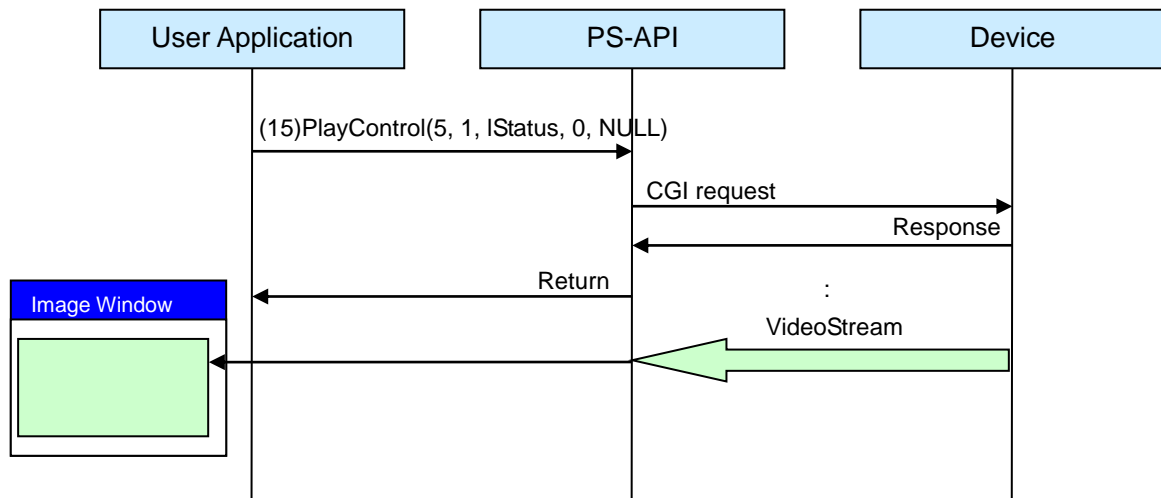 User Application
PS-API
Device
(15)PlayControl(5, 1, lStatus, 0, NULL)
CGI request
Response
Return
:
Image Window
VideoStream